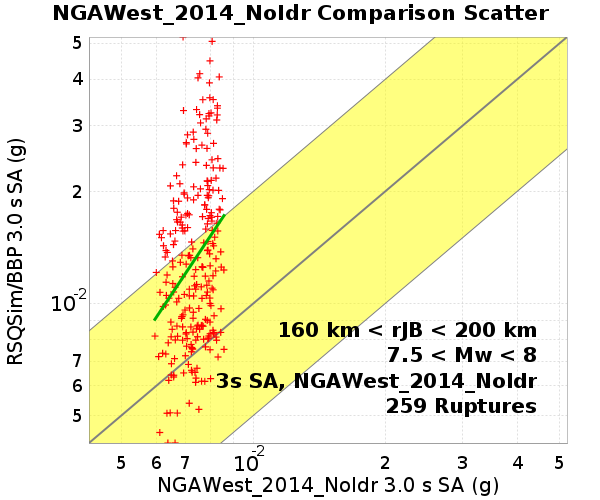 NGAWest_2014_NoIdr Comparison Scatter
RSQSim/BBP 3.0 s SA (g)
5
4
3
2
10-2
7
6
5
160 km < rJB < 200 km
7.5 < Mw < 8
3s SA, NGAWest_2014_NoIdr
259 Ruptures
5 6 7 10-2 2 3 4 5
NGAWest_2014_NoIdr 3.0 s SA (g)